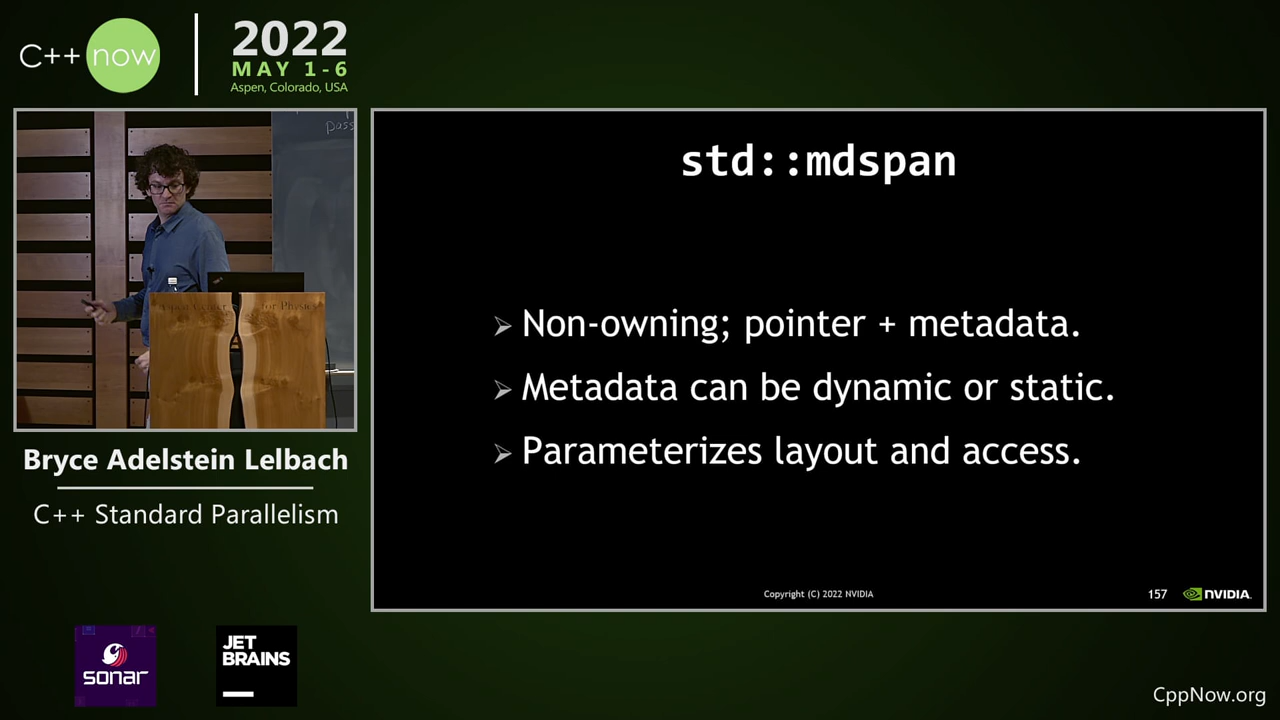 C++ now
2022
MAY 1-6
Aspen, Colorado, USA
Pass
Bryce Adelstein Lelbach
C++ Standard Parallelism
std::mdspan
➢ Non-owning; pointer + metadata.
➢ Metadata can be dynamic or static.
➢ Parameterizes layout and access.
Copyright (C) 2022 NVIDIA
157
NVIDIA.
sonar
JET
BRAINS
CppNow.org